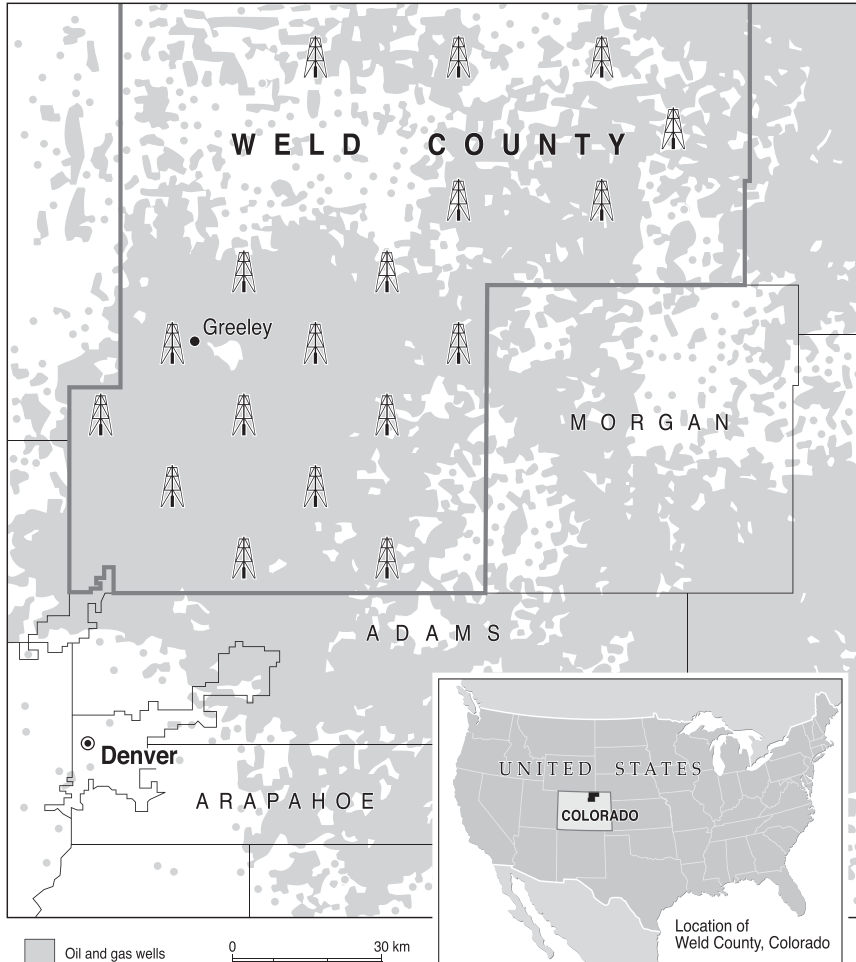 WELD COUNTY
Greeley
MORGAN
ADAMS
Denver
ARAPAHOE
UNITED STATES
COLORADO
Location of
Weld County, Colorado
Oil and gas wells
0 30 km